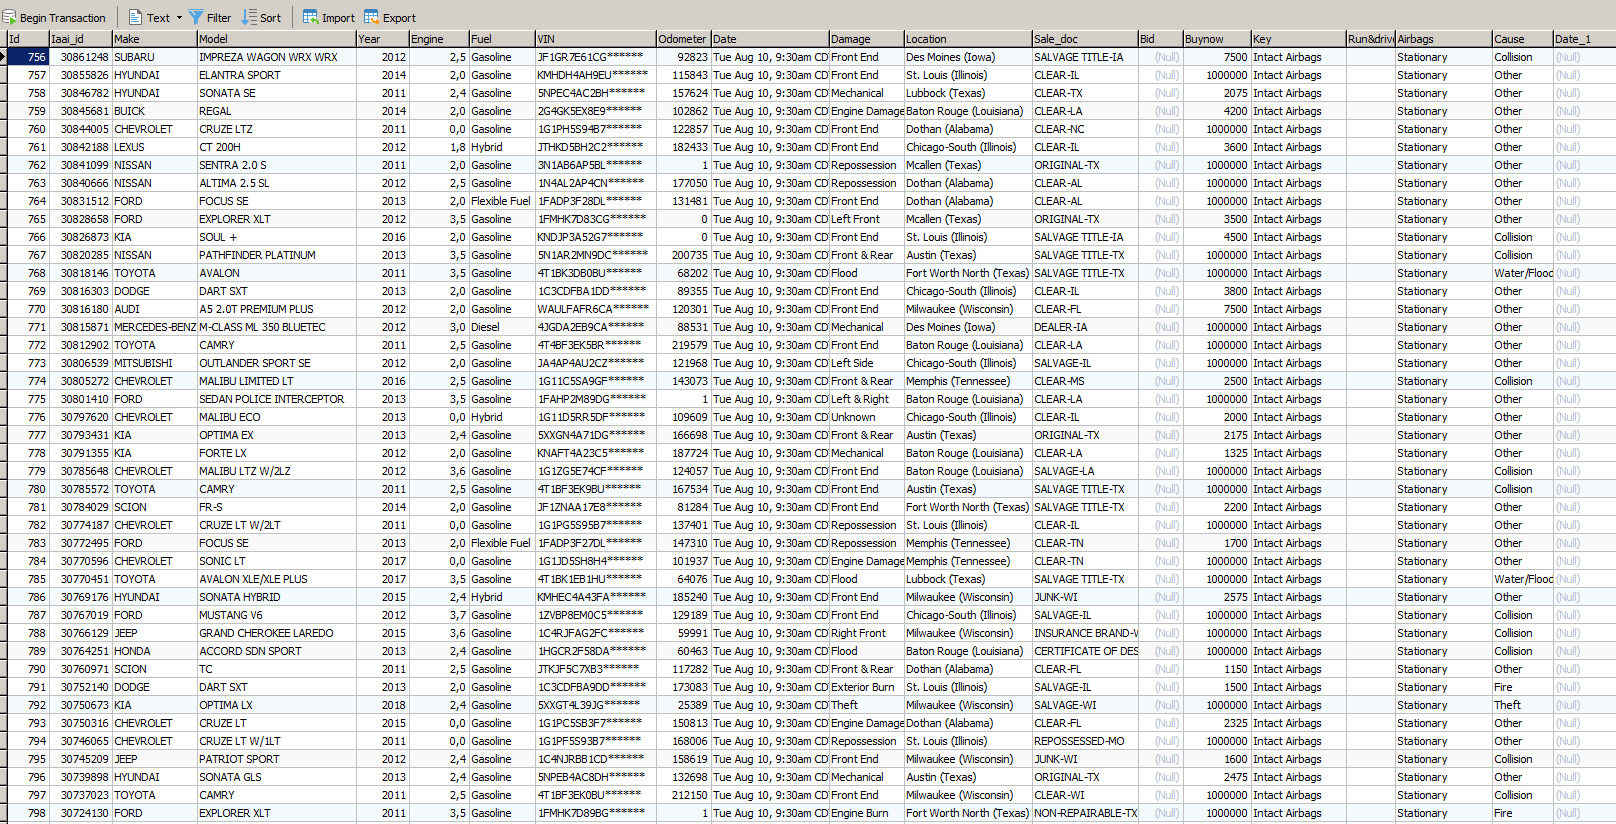 Begin Transaction Text Filter Sort Import Export
Id Iaai_id Make Model Year Engine Fuel VIN Odometer Date Damage Location Sale_doc Bid Buynow Key Run&drive Airbags Cause Date_1
756 30861248 SUBARU IMPREZA WAGON WRX WRX 2012 2,5 Gasoline JF1GR7E61CG****** 92823 Tue Aug 10, 9:30am CD Front End Des Moines (Iowa) SALVAGE TITLE-IA (Null) 7500 Intact Airbags Stationary Collision (Null)
757 30855826 HYUNDAI ELANTRA SPORT 2014 2,0 Gasoline KMHDH4AH9EU****** 115843 Tue Aug 10, 9:30am CD Front End St. Louis (Illinois) CLEAR-IL (Null) 1000000 Intact Airbags Stationary Other (Null)
758 30846782 HYUNDAI SONATA SE 2011 2,4 Gasoline 5NPEC4AC2BH****** 157624 Tue Aug 10, 9:30am CD Mechanical Lubbock (Texas) CLEAR-TX (Null) 2075 Intact Airbags Stationary Other (Null)
759 30845681 BUICK REGAL 2014 2,0 Gasoline 2G4GK5EX8E9****** 102862 Tue Aug 10, 9:30am CD Engine Damage Baton Rouge (Louisiana) CLEAR-LA (Null) 4200 Intact Airbags Stationary Other (Null)
760 30844005 CHEVROLET CRUZE LTZ 2011 0,0 Gasoline 1G1PH5S94B7****** 122857 Tue Aug 10, 9:30am CD Front End Dothan (Alabama) CLEAR-NC (Null) 1000000 Intact Airbags Stationary Other (Null)
761 30842188 LEXUS CT 200H 2012 1,8 Hybrid JTHKD5BH2C2****** 182433 Tue Aug 10, 9:30am CD Front End Chicago-South (Illinois) CLEAR-IL (Null) 3600 Intact Airbags Stationary Other (Null)
762 30841099 NISSAN SENTRA 2.0 S 2011 2,0 Gasoline 3N1AB6AP5BL****** 1 Tue Aug 10, 9:30am CD Repossession Mcallen (Texas) ORIGINAL-TX (Null) 1000000 Intact Airbags Stationary Other (Null)
763 30840666 NISSAN ALTIMA 2.5 SL 2012 2,5 Gasoline 1N4AL2AP4CN****** 177050 Tue Aug 10, 9:30am CD Repossession Dothan (Alabama) CLEAR-AL (Null) 1000000 Intact Airbags Stationary Other (Null)
764 30831512 FORD FOCUS SE 2013 2,0 Flexible Fuel 1FADP3F28DL****** 131481 Tue Aug 10, 9:30am CD Front End Dothan (Alabama) CLEAR-AL (Null) 1000000 Intact Airbags Stationary Other (Null)
765 30828658 FORD EXPLORER XLT 2012 3,5 Gasoline 1FMHK7D83CG****** 0 Tue Aug 10, 9:30am CD Left Front Mcallen (Texas) ORIGINAL-TX (Null) 3500 Intact Airbags Stationary Other (Null)
766 30826873 KIA SOUL + 2016 2,0 Gasoline KNDJP3A52G7****** 0 Tue Aug 10, 9:30am CD Front End St. Louis (Illinois) SALVAGE TITLE-IA (Null) 4500 Intact Airbags Stationary Collision (Null)
767 30820285 NISSAN PATHFINDER PLATINUM 2013 3,5 Gasoline 5N1AR2MN9DC****** 200735 Tue Aug 10, 9:30am CD Front & Rear Austin (Texas) SALVAGE TITLE-TX (Null) 1000000 Intact Airbags Stationary Collision (Null)
768 30818146 TOYOTA AVALON 2011 3,5 Gasoline 4T1BK3DB0BU****** 68202 Tue Aug 10, 9:30am CD Flood Fort Worth North (Texas) SALVAGE TITLE-TX (Null) 1000000 Intact Airbags Stationary Water/Flood (Null)
769 30816303 DODGE DART SXT 2013 2,0 Gasoline 1C3CDFBA1DD****** 89355 Tue Aug 10, 9:30am CD Front End Chicago-South (Illinois) CLEAR-IL (Null) 3800 Intact Airbags Stationary Other (Null)
770 30816180 AUDI A5 2.0T PREMIUM PLUS 2012 2,0 Gasoline WAULFAFR6CA****** 120301 Tue Aug 10, 9:30am CD Front End Milwaukee (Wisconsin) CLEAR-FL (Null) 7500 Intact Airbags Stationary Other (Null)
771 30815871 MERCEDES-BENZ M-CLASS ML 350 BLUETEC 2012 3,0 Diesel 4JGDA2EB9CA****** 88531 Tue Aug 10, 9:30am CD Mechanical Des Moines (Iowa) DEALER-IA (Null) 1000000 Intact Airbags Stationary Other (Null)
772 30812902 TOYOTA CAMRY 2011 2,5 Gasoline 4T4BF3EK5BR****** 219579 Tue Aug 10, 9:30am CD Front End Baton Rouge (Louisiana) CLEAR-LA (Null) 1000000 Intact Airbags Stationary Other (Null)
773 30806539 MITSUBISHI OUTLANDER SPORT SE 2012 2,0 Gasoline JA4AP4AU2CZ****** 121968 Tue Aug 10, 9:30am CD Left Side Chicago-South (Illinois) SALVAGE-IL (Null) 1000000 Intact Airbags Stationary Other (Null)
774 30805272 CHEVROLET MALIBU LIMITED LT 2016 2,5 Gasoline 1G11C5SA9GF****** 143073 Tue Aug 10, 9:30am CD Front & Rear Memphis (Tennessee) CLEAR-MS (Null) 2500 Intact Airbags Stationary Collision (Null)
775 30801410 FORD SEDAN POLICE INTERCEPTOR 2013 3,5 Gasoline 1FAHP2M89DG****** 1 Tue Aug 10, 9:30am CD Left & Right Baton Rouge (Louisiana) CLEAR-LA (Null) 1000000 Intact Airbags Stationary Other (Null)
776 30797620 CHEVROLET MALIBU ECO 2013 0,0 Hybrid 1G11D5RR5DF****** 109609 Tue Aug 10, 9:30am CD Unknown Chicago-South (Illinois) CLEAR-IL (Null) 2000 Intact Airbags Stationary Other (Null)
777 30793431 KIA OPTIMA EX 2013 2,4 Gasoline 5XXGN4A71DG****** 166698 Tue Aug 10, 9:30am CD Front & Rear Austin (Texas) ORIGINAL-TX (Null) 2175 Intact Airbags Stationary Other (Null)
778 30791355 KIA FORTE LX 2012 2,0 Gasoline KNAFT4A23C5****** 187724 Tue Aug 10, 9:30am CD Mechanical Baton Rouge (Louisiana) CLEAR-LA (Null) 1325 Intact Airbags Stationary Other (Null)
779 30785648 CHEVROLET MALIBU LTZ W/2LZ 2012 3,6 Gasoline 1G1ZG5E74CF****** 124057 Tue Aug 10, 9:30am CD Front End Baton Rouge (Louisiana) SALVAGE-LA (Null) 1000000 Intact Airbags Stationary Collision (Null)
780 30785572 TOYOTA CAMRY 2011 2,5 Gasoline 4T1BF3EK9BU****** 167534 Tue Aug 10, 9:30am CD Front End Austin (Texas) SALVAGE TITLE-TX (Null) 1000000 Intact Airbags Stationary Collision (Null)
781 30784029 SCION FR-S 2014 2,0 Gasoline JF1ZNAA17E8****** 81284 Tue Aug 10, 9:30am CD Front End Fort Worth North (Texas) SALVAGE TITLE-TX (Null) 2200 Intact Airbags Stationary Other (Null)
782 30774187 CHEVROLET CRUZE LT W/2LT 2011 0,0 Gasoline 1G1PG5S95B7****** 137401 Tue Aug 10, 9:30am CD Repossession St. Louis (Illinois) CLEAR-IL (Null) 1000000 Intact Airbags Stationary Other (Null)
783 30772495 FORD FOCUS SE 2013 2,0 Flexible Fuel 1FADP3F27DL****** 147310 Tue Aug 10, 9:30am CD Repossession Memphis (Tennessee) CLEAR-TN (Null) 1700 Intact Airbags Stationary Other (Null)
784 30770596 CHEVROLET SONIC LT 2017 0,0 Gasoline 1G1JD5SH8H4****** 101937 Tue Aug 10, 9:30am CD Engine Damage Memphis (Tennessee) CLEAR-TN (Null) 1000000 Intact Airbags Stationary Other (Null)
785 30770451 TOYOTA AVALON XLE/XLE PLUS 2017 3,5 Gasoline 4T1BK1EB1HU****** 64076 Tue Aug 10, 9:30am CD Flood Lubbock (Texas) SALVAGE TITLE-TX (Null) 1000000 Intact Airbags Stationary Water/Flood (Null)
786 30769176 HYUNDAI SONATA HYBRID 2015 2,4 Hybrid KMHEC4A43FA****** 185240 Tue Aug 10, 9:30am CD Front End Milwaukee (Wisconsin) JUNK-WI (Null) 2575 Intact Airbags Stationary Other (Null)
787 30767019 FORD MUSTANG V6 2012 3,7 Gasoline 1ZVBP8EM0C5****** 129189 Tue Aug 10, 9:30am CD Front End Chicago-South (Illinois) SALVAGE-IL (Null) 1000000 Intact Airbags Stationary Collision (Null)
788 30766129 JEEP GRAND CHEROKEE LAREDO 2015 3,6 Gasoline 1C4RJFAG2FC****** 59991 Tue Aug 10, 9:30am CD Right Front Milwaukee (Wisconsin) INSURANCE BRAND-W (Null) 1000000 Intact Airbags Stationary Collision (Null)
789 30764251 HONDA ACCORD SDN SPORT 2013 2,4 Gasoline 1HGCR2F58DA****** 60463 Tue Aug 10, 9:30am CD Flood Baton Rouge (Louisiana) CERTIFICATE OF DES (Null) 1000000 Intact Airbags Stationary Collision (Null)
790 30760971 SCION TC 2011 2,5 Gasoline JTKJF5C7XB3****** 117282 Tue Aug 10, 9:30am CD Front & Rear Dothan (Alabama) CLEAR-FL (Null) 1150 Intact Airbags Stationary Other (Null)
791 30752140 DODGE DART SXT 2013 2,0 Gasoline 1C3CDFBA9DD****** 173083 Tue Aug 10, 9:30am CD Exterior Burn St. Louis (Illinois) SALVAGE-IL (Null) 1500 Intact Airbags Stationary Fire (Null)
792 30750673 KIA OPTIMA LX 2018 2,4 Gasoline 5XXGT4L39JG****** 25389 Tue Aug 10, 9:30am CD Theft Milwaukee (Wisconsin) SALVAGE-WI (Null) 1000000 Intact Airbags Stationary Theft (Null)
793 30750316 CHEVROLET CRUZE LT 2015 0,0 Gasoline 1G1PC5SB3F7****** 150813 Tue Aug 10, 9:30am CD Engine Damage Dothan (Alabama) CLEAR-FL (Null) 2325 Intact Airbags Stationary Other (Null)
794 30746065 CHEVROLET CRUZE LT W/1LT 2011 0,0 Gasoline 1G1PF5S93B7****** 168006 Tue Aug 10, 9:30am CD Repossession St. Louis (Illinois) REPOSSESSED-MO (Null) 1000000 Intact Airbags Stationary Other (Null)
795 30745209 JEEP PATRIOT SPORT 2012 2,4 Gasoline 1C4NJRBB1CD****** 158619 Tue Aug 10, 9:30am CD Front End Milwaukee (Wisconsin) JUNK-WI (Null) 1600 Intact Airbags Stationary Collision (Null)
796 30739898 HYUNDAI SONATA GLS 2013 2,4 Gasoline 5NPEB4AC8DH****** 132698 Tue Aug 10, 9:30am CD Mechanical Austin (Texas) ORIGINAL-TX (Null) 2475 Intact Airbags Stationary Other (Null)
797 30737023 TOYOTA CAMRY 2011 2,5 Gasoline 4T1BF3EK0BU****** 212150 Tue Aug 10, 9:30am CD Front End Milwaukee (Wisconsin) CLEAR-WI (Null) 1000000 Intact Airbags Stationary Collision (Null)
798 30724130 FORD EXPLORER XLT 2011 3,5 Gasoline 1FMHK7D89BG****** 1 Tue Aug 10, 9:30am CD Engine Burn Fort Worth North (Texas) NON-REPAIRABLE-TX (Null) 1000000 Intact Airbags Stationary Fire (Null)